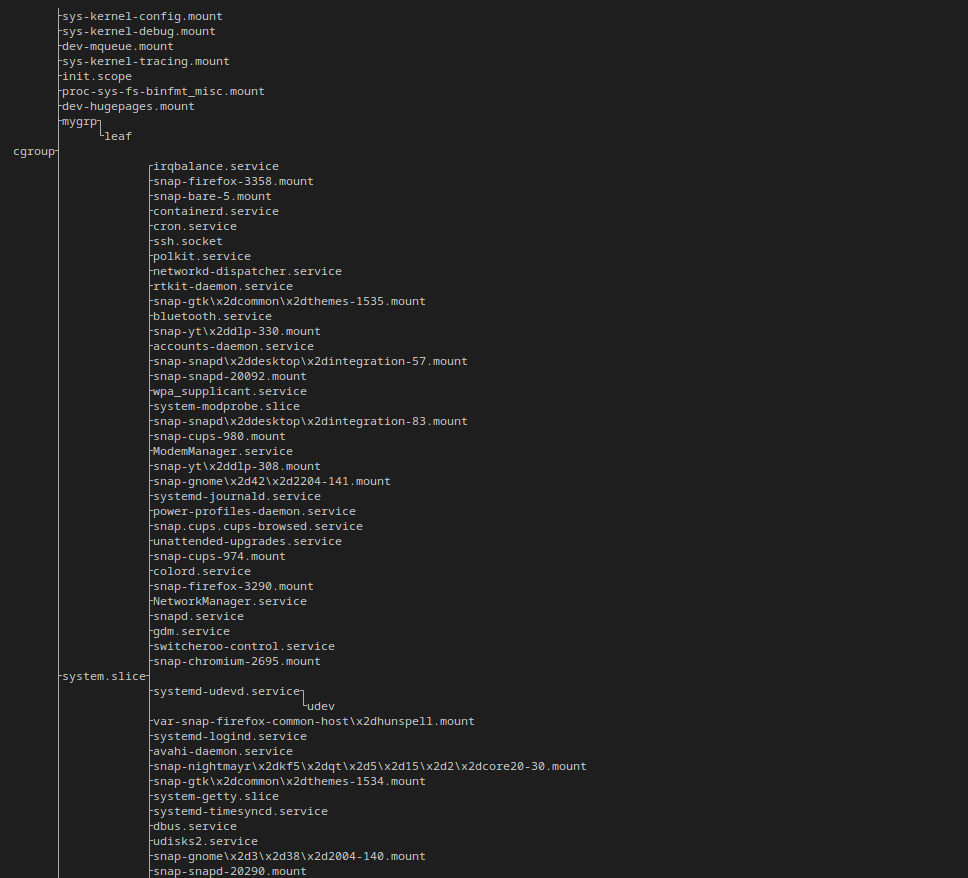 sys-kernel-config.mount
sys-kernel-debug.mount
dev-mqueue.mount
sys-kernel-tracing.mount
init.scope
proc-sys-fs-binfmt_misc.mount
dev-hugepages.mount
mygrp
leaf
cgroup
irqbalance.service
snap-firefox-3358.mount
snap-bare-5.mount
containerd.service
cron.service
ssh.socket
polkit.service
networkd-dispatcher.service
rtkit-daemon.service
snap-gtk\x2dcommon\x2dthemes-1535.mount
bluetooth.service
snap-yt\x2ddlp-330.mount
accounts-daemon.service
snap-snapd\x2ddesktop\x2dintegration-57.mount
snap-snapd-20092.mount
wpa_supplicant.service
system-modprobe.slice
snap-snapd\x2ddesktop\x2dintegration-83.mount
snap-cups-980.mount
ModemManager.service
snap-yt\x2ddlp-308.mount
snap-gnome\x2d42\x2d2204-141.mount
systemd-journald.service
power-profiles-daemon.service
snap.cups.cups-browsed.service
unattended-upgrades.service
snap-cups-974.mount
colord.service
snap-firefox-3290.mount
NetworkManager.service
snapd.service
gdm.service
switcheroo-control.service
snap-chromium-2695.mount
system.slice
systemd-udevd.service
udev
var-snap-firefox-common-host\x2dhunspell.mount
systemd-logind.service
avahi-daemon.service
snap-nightmayr\x2dkf5\x2dqt\x2d5\x2d15\x2d2\x2dcore20-30.mount
snap-gtk\x2dcommon\x2dthemes-1534.mount
system-getty.slice
systemd-timesyncd.service
dbus.service
udisks2.service
snap-gnome\x2d3\x2d38\x2d2004-140.mount
snap-snapd-20290.mount